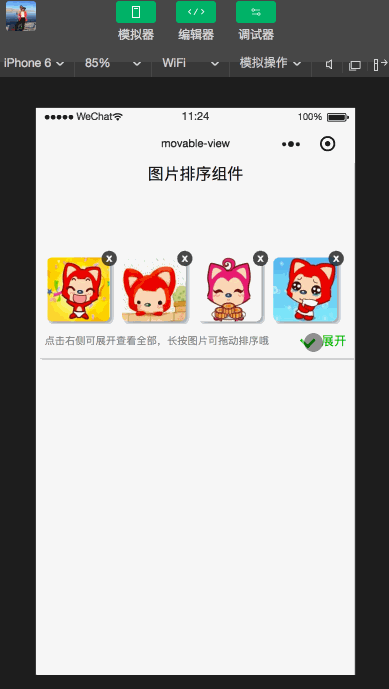 模拟器 编辑器 调试器
iPhone 6 85% WiFi 模拟操作
WeChat 11:24 100%
movable-view
图片排序组件
x x x x
点击右侧可展开查看全部，长按图片可拖动排序哦 展开